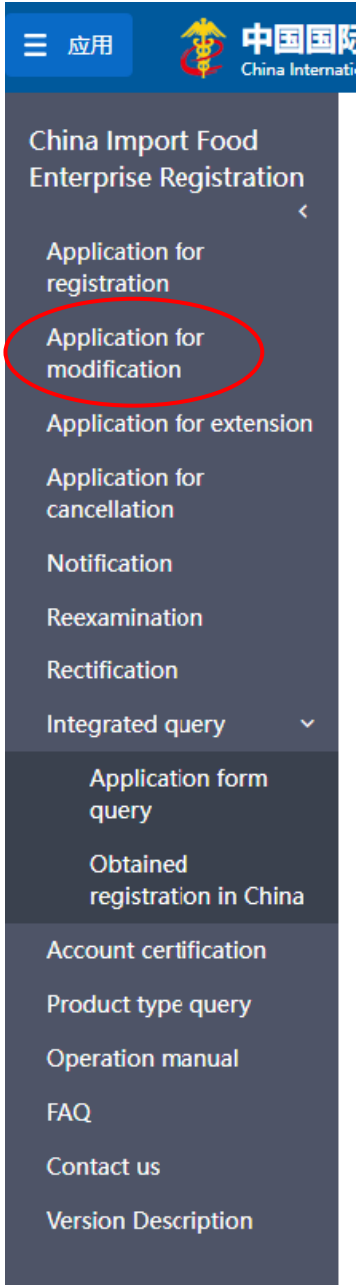 应用
中国国际
China Internati
China Import Food
Enterprise Registration
Application for
registration
Application for
modification
Application for extension
Application for
cancellation
Notification
Reexamination
Rectification
Integrated query
Application form
query
Obtained
registration in China
Account certification
Product type query
Operation manual
FAQ
Contact us
Version Description